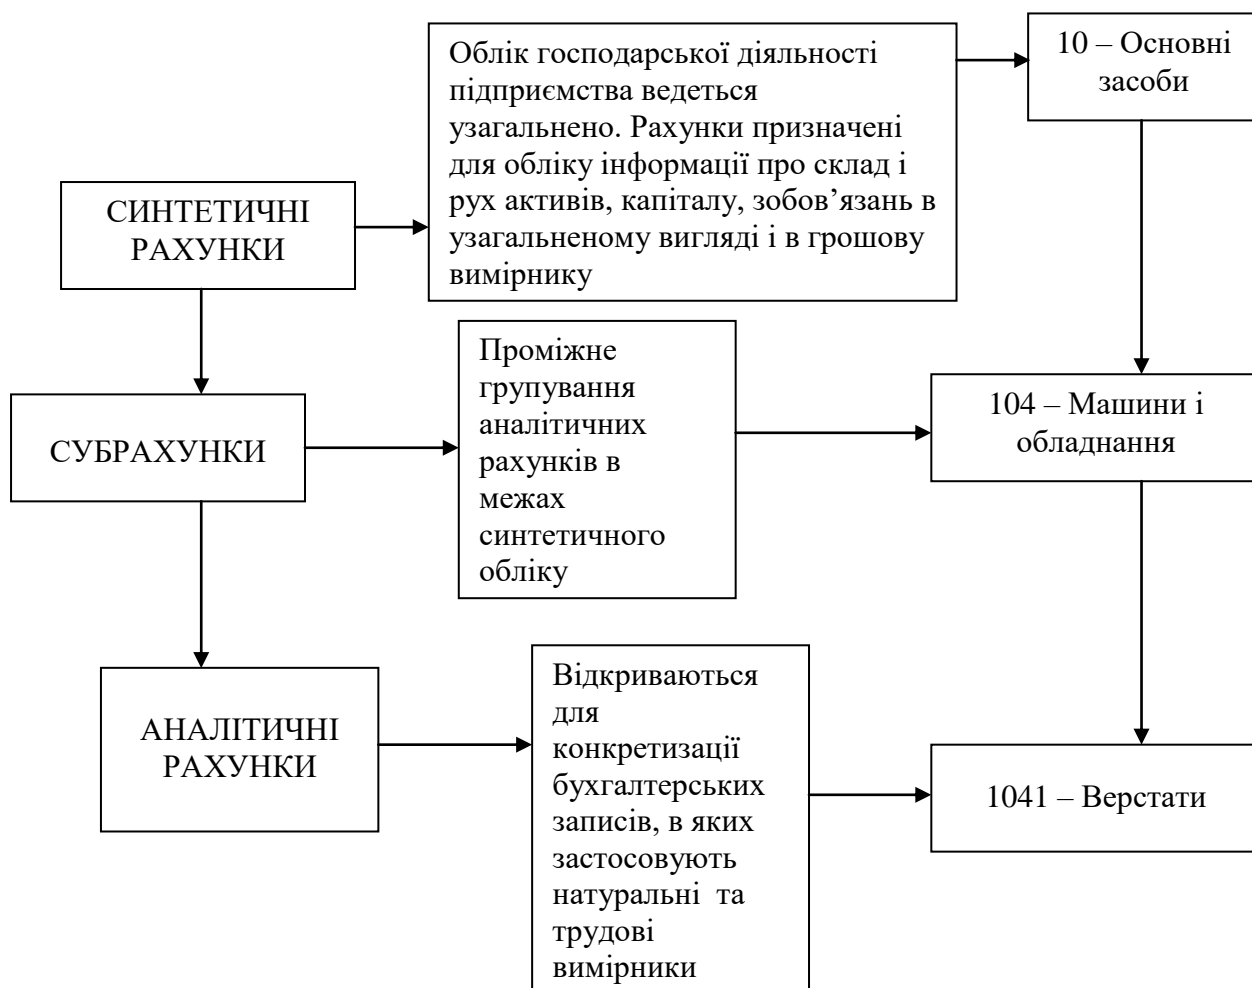 Облік господарської діяльності
підприємства ведеться
узагальнено. Рахунки призначені
для обліку інформації про склад і
рух активів, капіталу, зобов’язань в
узагальненому вигляді і в грошову
вимірнику
10 – Основні
засоби
СИНТЕТИЧНІ
РАХУНКИ
Проміжне
групування
аналітичних
рахунків в
межах
синтетичного
обліку
104 – Машини і
обладнання
СУБРАХУНКИ
Відкриваються
для
конкретизації
бухгалтерських
записів, в яких
застосовують
натуральні та
трудові
вимірники
АНАЛІТИЧНІ
РАХУНКИ
1041 – Верстати